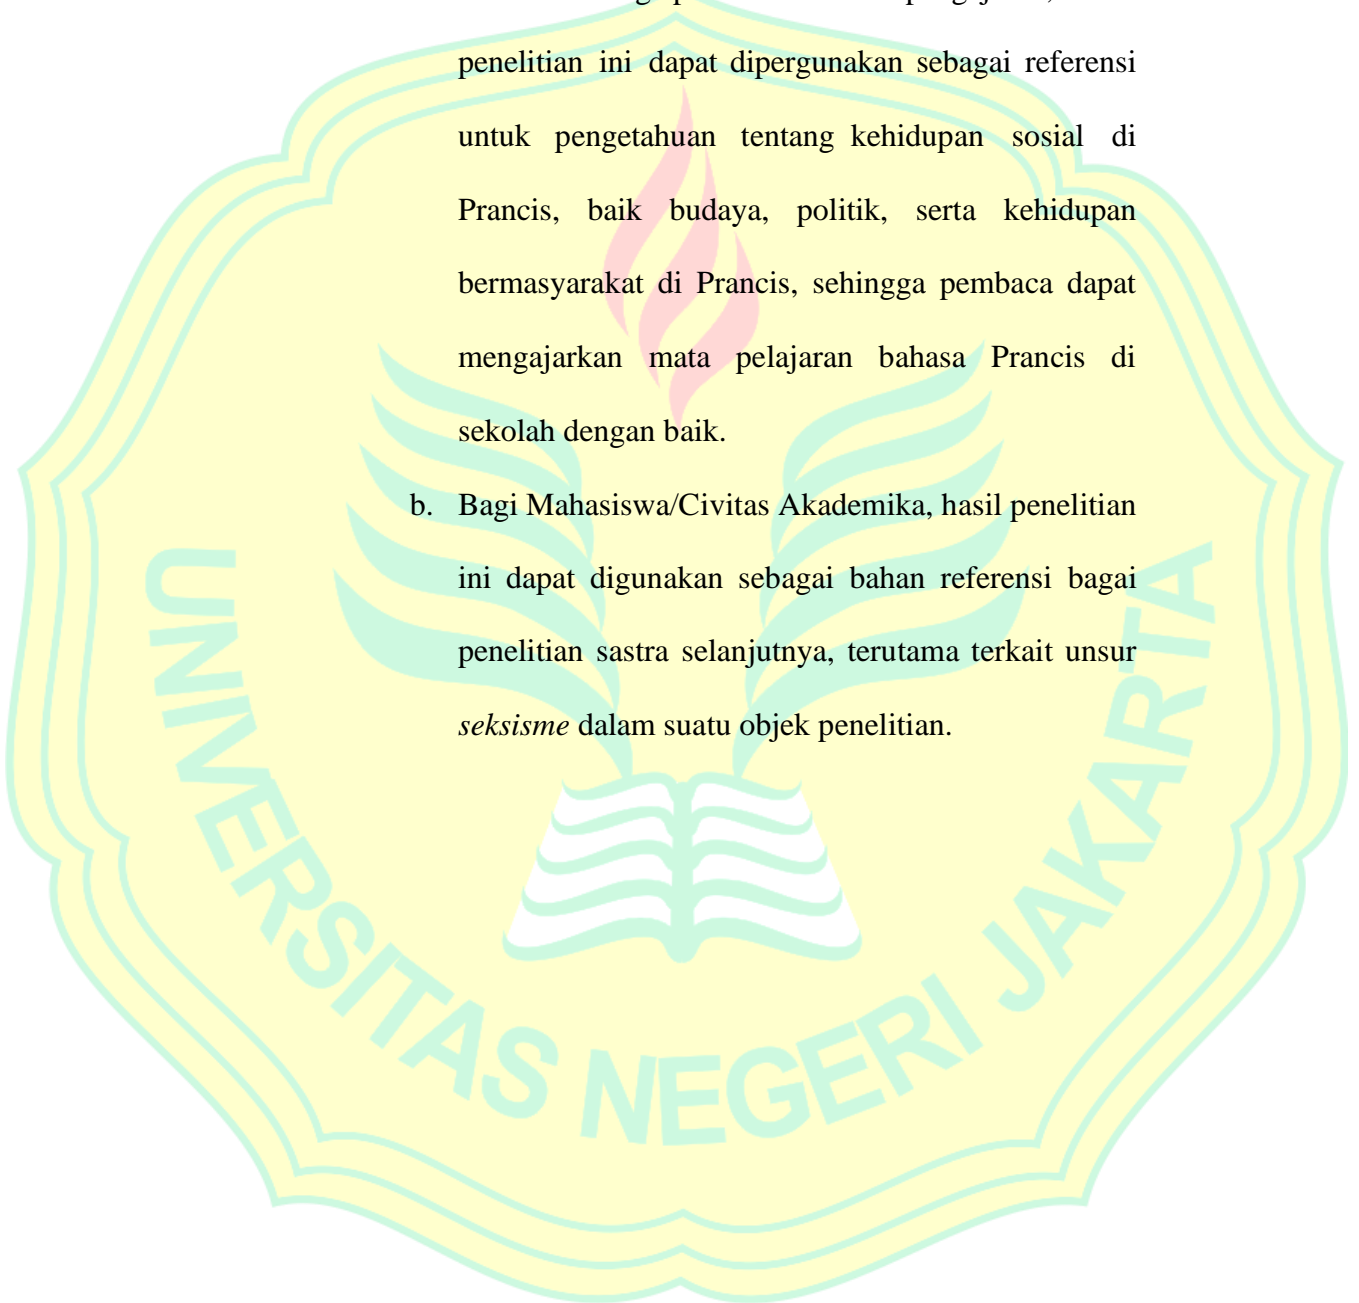 penelitian ini dapat dipergunakan sebagai referensi
untuk pengetahuan tentang kehidupan sosial di
Prancis, baik budaya, politik, serta kehidupan
bermasyarakat di Prancis, sehingga pembaca dapat
mengajarkan mata pelajaran bahasa Prancis di
sekolah dengan baik.
b. Bagi Mahasiswa/Civitas Akademika, hasil penelitian
ini dapat digunakan sebagai bahan referensi bagai
penelitian sastra selanjutnya, terutama terkait unsur
seksisme dalam suatu objek penelitian.
UNIVERSITAS NEGERI JAKARTA